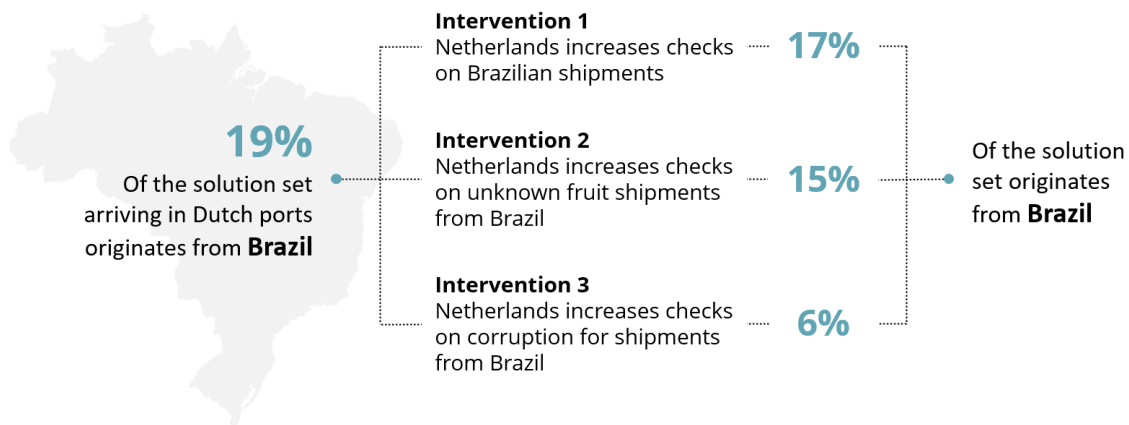 19%
Of the solution set
arriving in Dutch ports
originates from Brazil
Intervention 1
Netherlands increases checks
on Brazilian shipments
17%
Intervention 2
Netherlands increases checks
on unknown fruit shipments
from Brazil
15%
Intervention 3
Netherlands increases checks
on corruption for shipments
from Brazil
6%
Of the solution
set originates
from Brazil